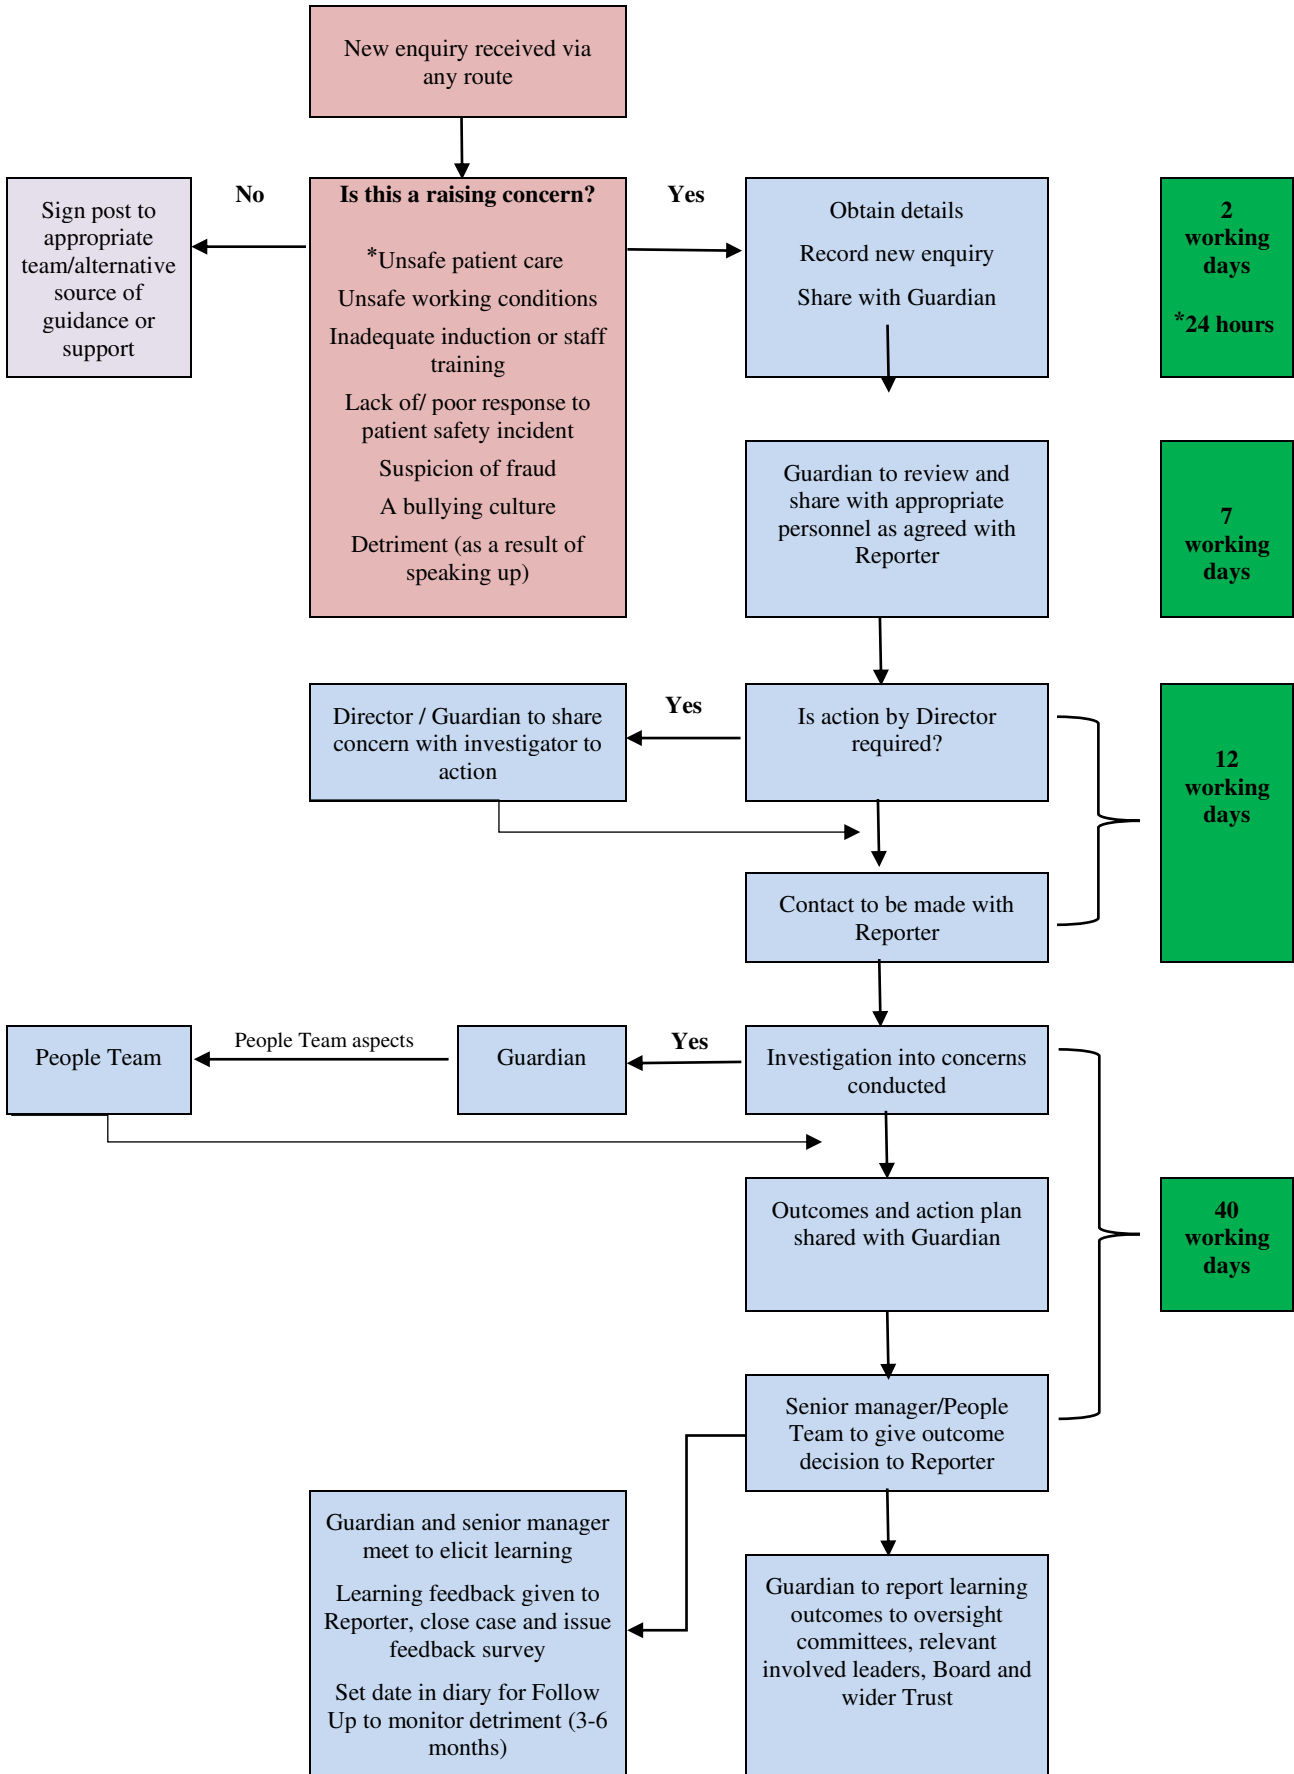 New enquiry received via
any route
No
Is this a raising concern?
Yes
Sign post to
appropriate
team/alternative
source of
guidance or
support
*Unsafe patient care
Unsafe working conditions
Inadequate induction or staff
training
Lack of/ poor response to
patient safety incident
Suspicion of fraud
A bullying culture
Detriment (as a result of
speaking up)
Obtain details
Record new enquiry
Share with Guardian
2
working
days
*24 hours
Guardian to review and
share with appropriate
personnel as agreed with
Reporter
7
working
days
Director / Guardian to share
concern with investigator to
action
Yes
Is action by Director
required?
12
working
days
Contact to be made with
Reporter
People Team
People Team aspects
Guardian
Yes
Investigation into concerns
conducted
Outcomes and action plan
shared with Guardian
40
working
days
Senior manager/People
Team to give outcome
decision to Reporter
Guardian and senior manager
meet to elicit learning
Learning feedback given to
Reporter, close case and issue
feedback survey
Set date in diary for Follow
Up to monitor detriment (3-6
months)
Guardian to report learning
outcomes to oversight
committees, relevant
involved leaders, Board and
wider Trust